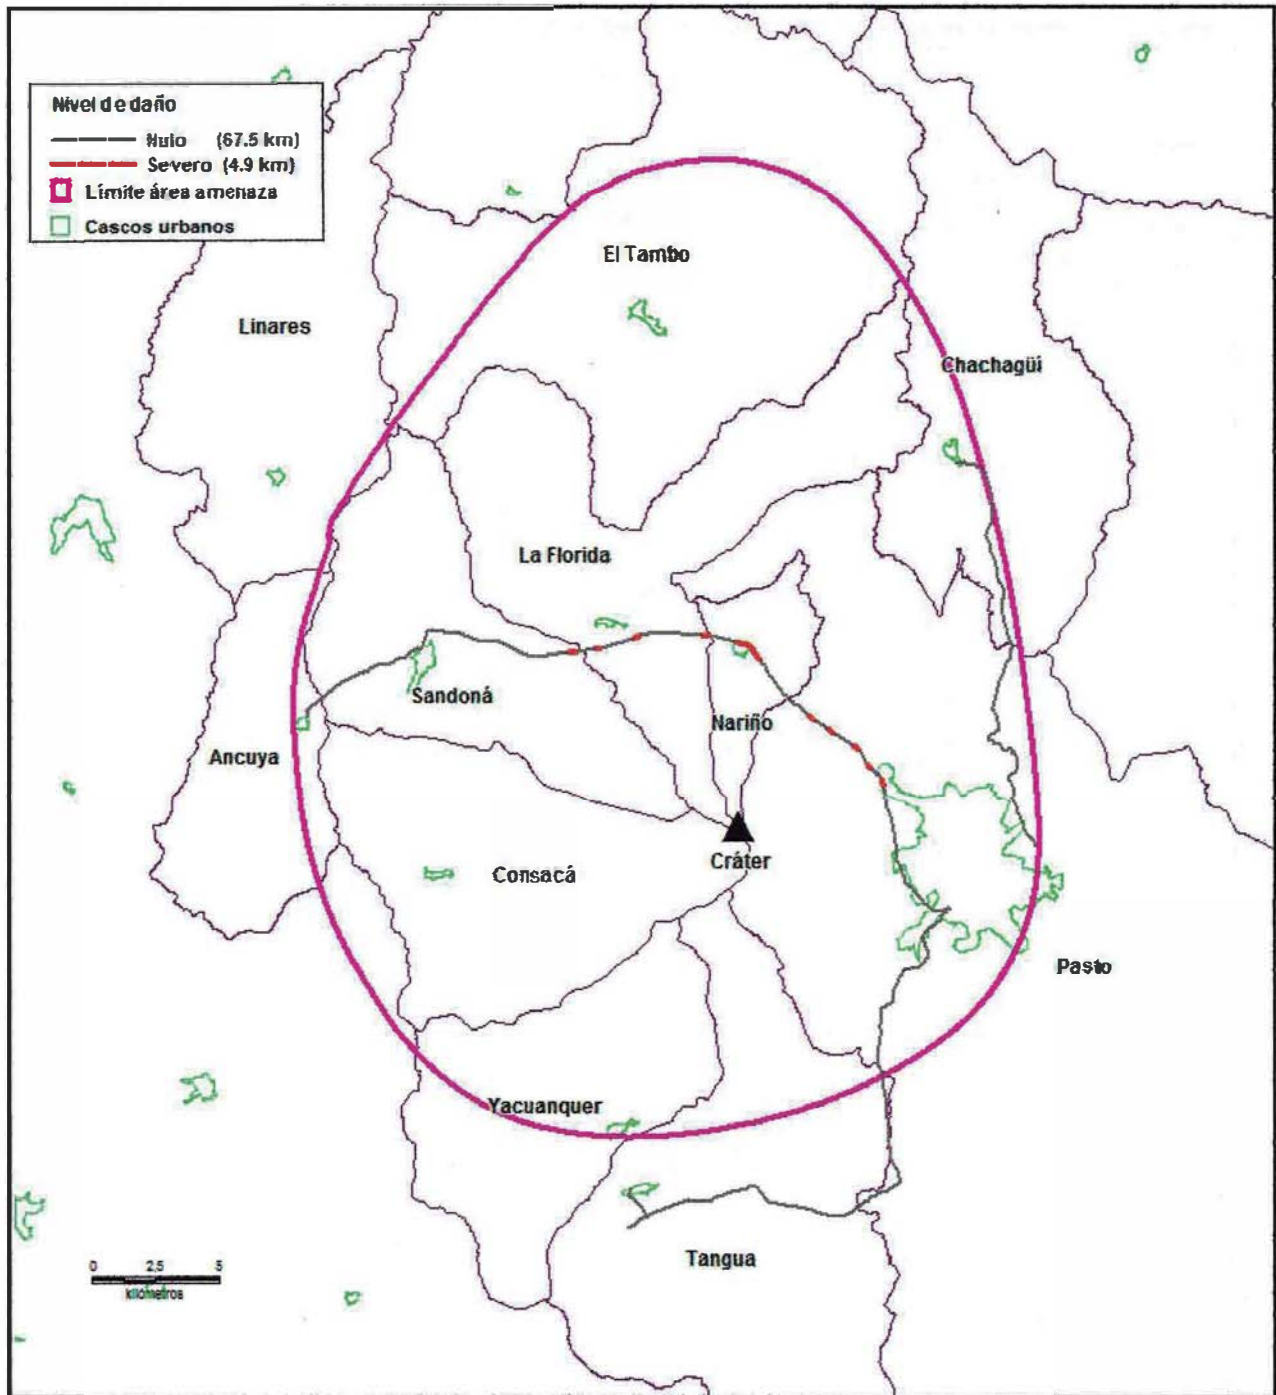 Nivel de daño
Nulo (67.5 km)
Severo (4.9 km)
Límite área amenaza
Cascos urbanos
El Tambo
Linares
Chachagüí
La Florida
Sandoná
Nariño
Ancuya
Cráter
Consacá
Pasto
Yacuanquer
Tangua
0 2,5 5
kilómetros